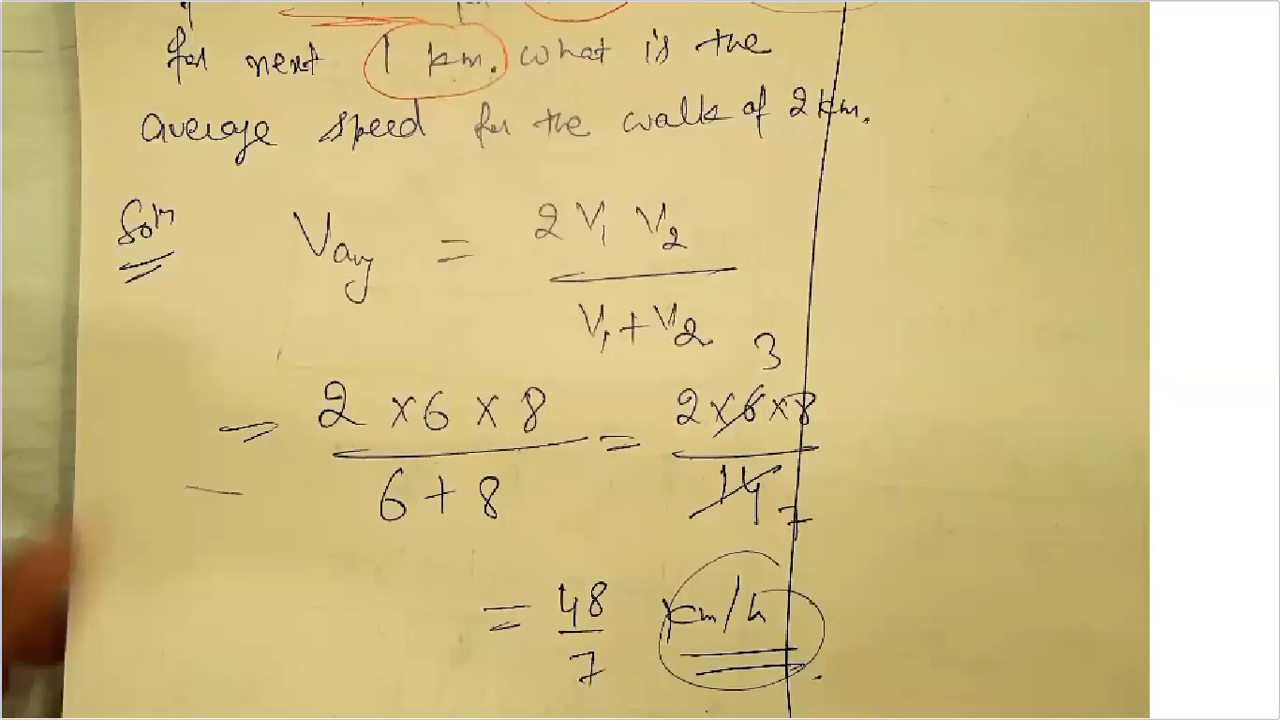 for next 1 km. what is the
average speed for the walk of 2 km.
Soln Vavg = 2 V1 V2
V1 + V2
3
= 2 × 6 × 8 = 2 × 6 × 8
6 + 8 14 7
= 48 km/h
7